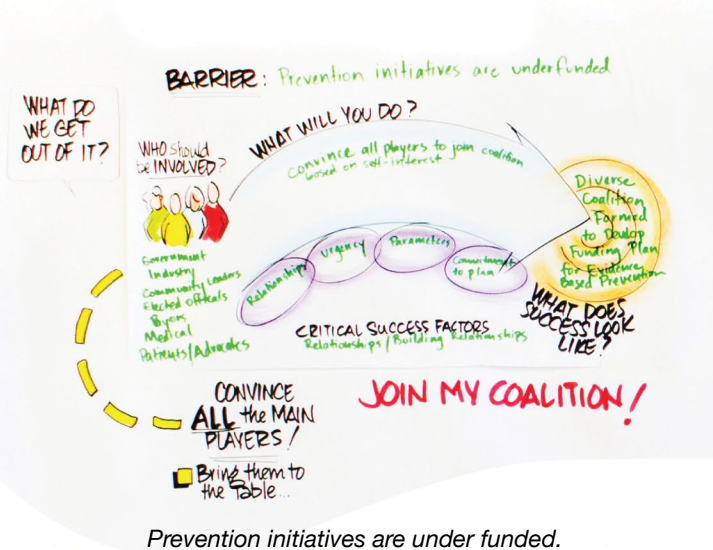 BARRIER: Prevention initiatives are underfunded
WHAT DO
WE GET
OUT OF IT?
WHO should
be INVOLVED?
WHAT WILL YOU DO?
Convince all players to join coalition
based on self-interest
Government
Industry
Community Leaders
Elected officals
Payers
Medical
Patients/Advocates
Relationships
Urgency
Parameters
Commitment
to plan
Diverse
Coalition
Formed
to Devlop
Funding Plan
for Evidence
Based Prevention
WHAT DOES
SUCCESS LOOK
LIKE?
CRITICAL SUCCESS FACTORS
Relationships/Building Relationships
CONVINCE
ALL the MAIN
PLAYERS!
Bring them to
the Table...
JOIN MY COALITION!
Prevention initiatives are under funded.